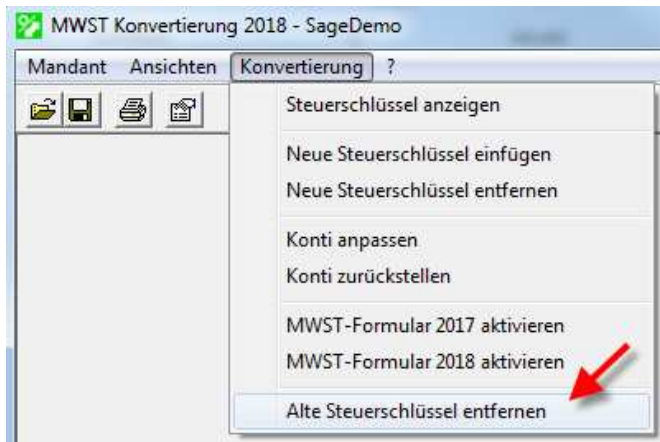 MWST Konvertierung 2018 - SageDemo
Mandant Ansichten Konvertierung ?
Steuerschlüssel anzeigen
Neue Steuerschlüssel einfügen
Neue Steuerschlüssel entfernen
Konti anpassen
Konti zurückstellen
MWST-Formular 2017 aktivieren
MWST-Formular 2018 aktivieren
Alte Steuerschlüssel entfernen